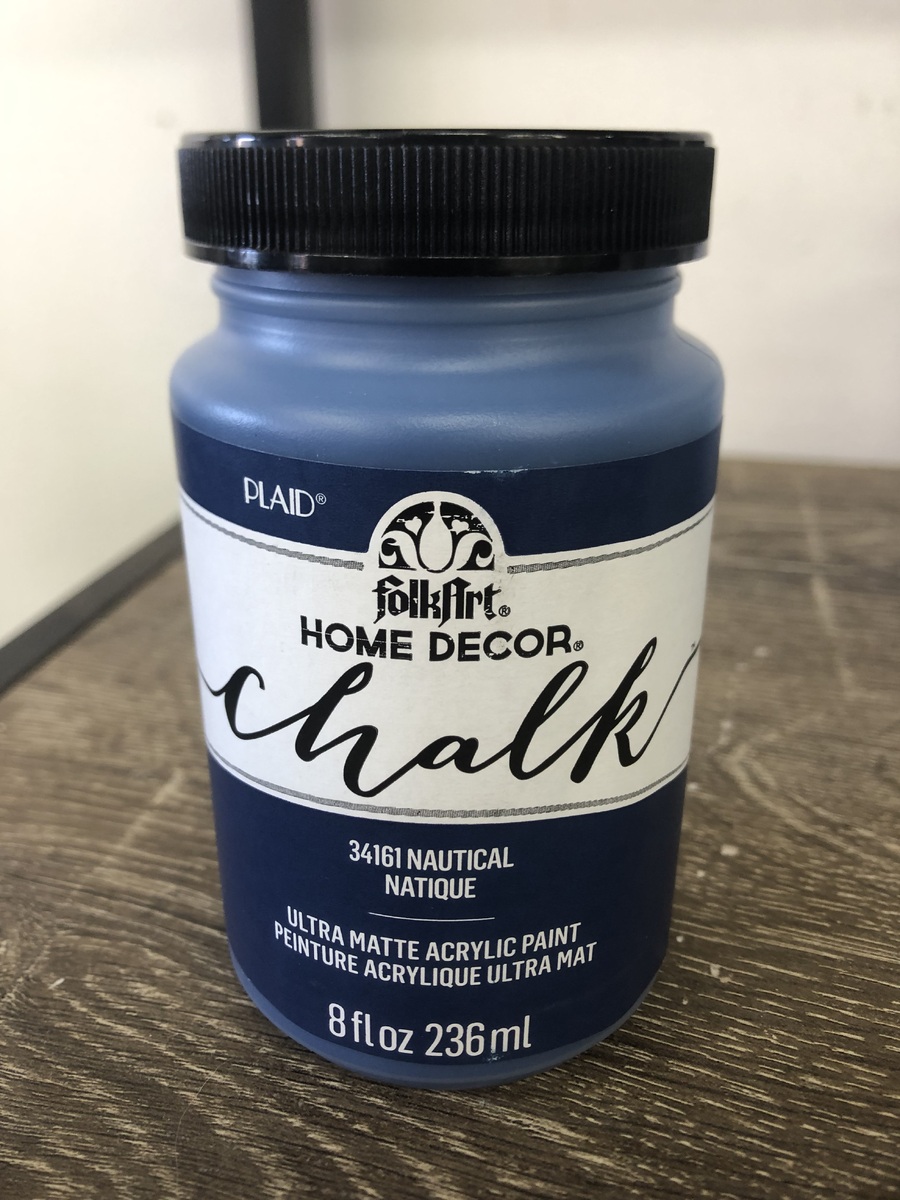 PLAID®
folkArt®
HOME DECOR®
chalk™
34161 NAUTICAL
NATIQUE
ULTRA MATTE ACRYLIC PAINT
PEINTURE ACRYLIQUE ULTRA MAT
8 fl oz 236 ml